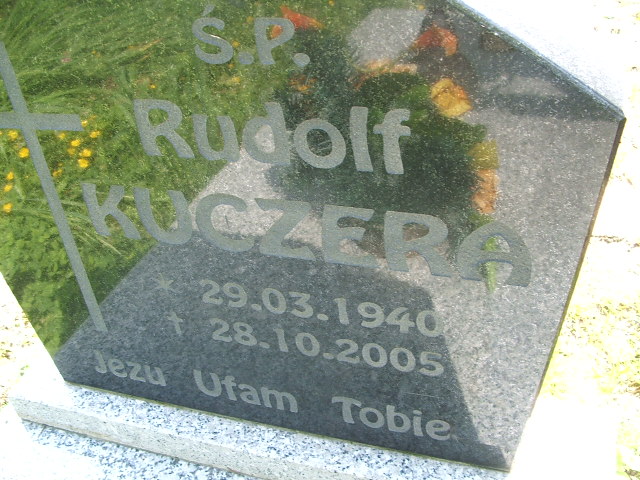 Ś.P.
Rudolf
KUCZERA
* 29.03.1940
† 28.10.2005
Jezu Ufam Tobie